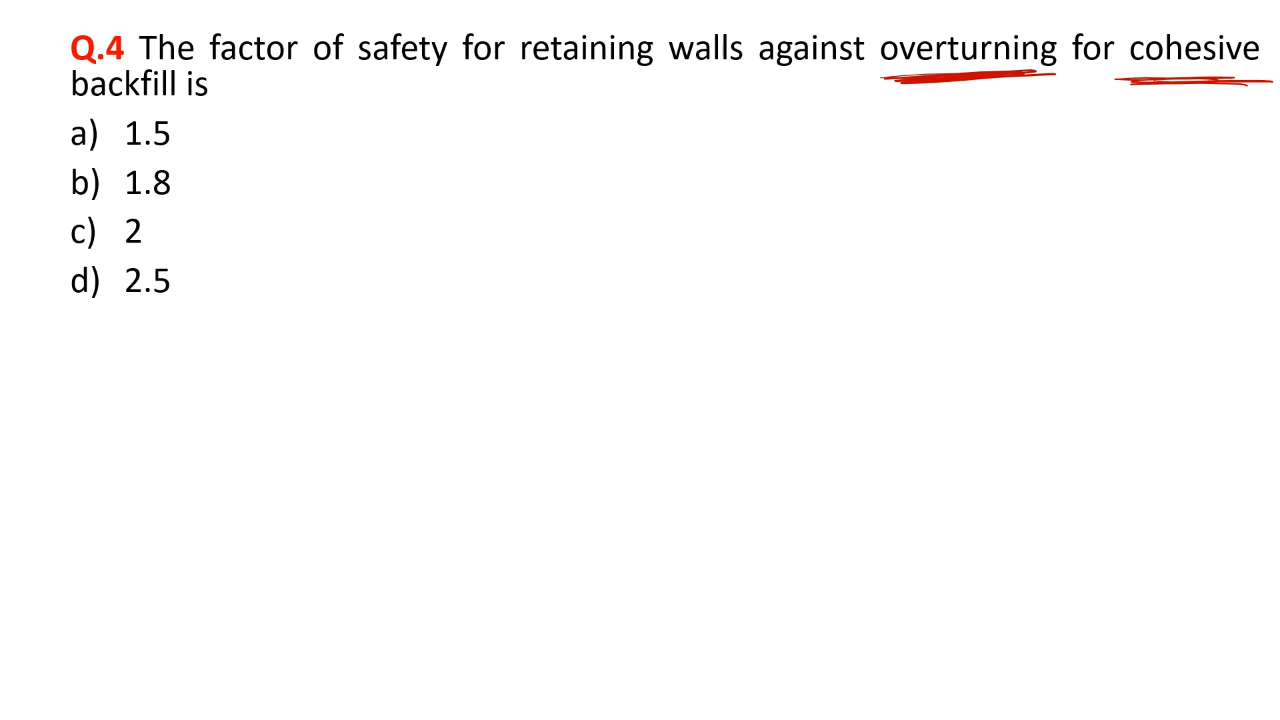 Q.4 The factor of safety for retaining walls against overturning for cohesive
backfill is
a) 1.5
b) 1.8
c) 2
d) 2.5